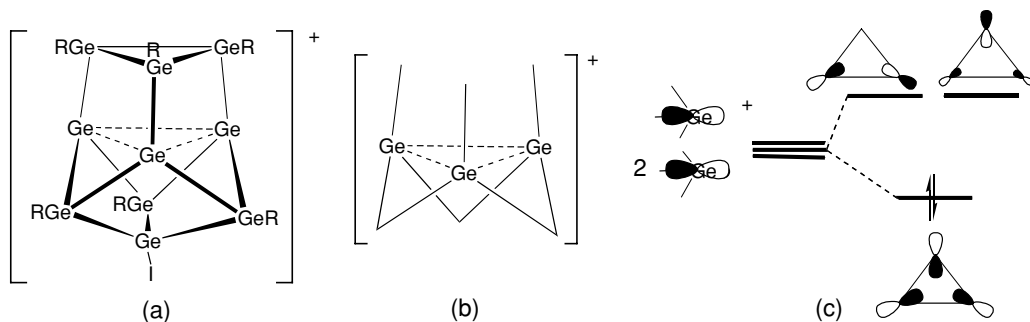 RGe R GeR +
Ge
Ge Ge
Ge
RGe RGe GeR
Ge
I
(a)
+
Ge Ge
Ge
(b)
Ge +
2 Ge
(c)